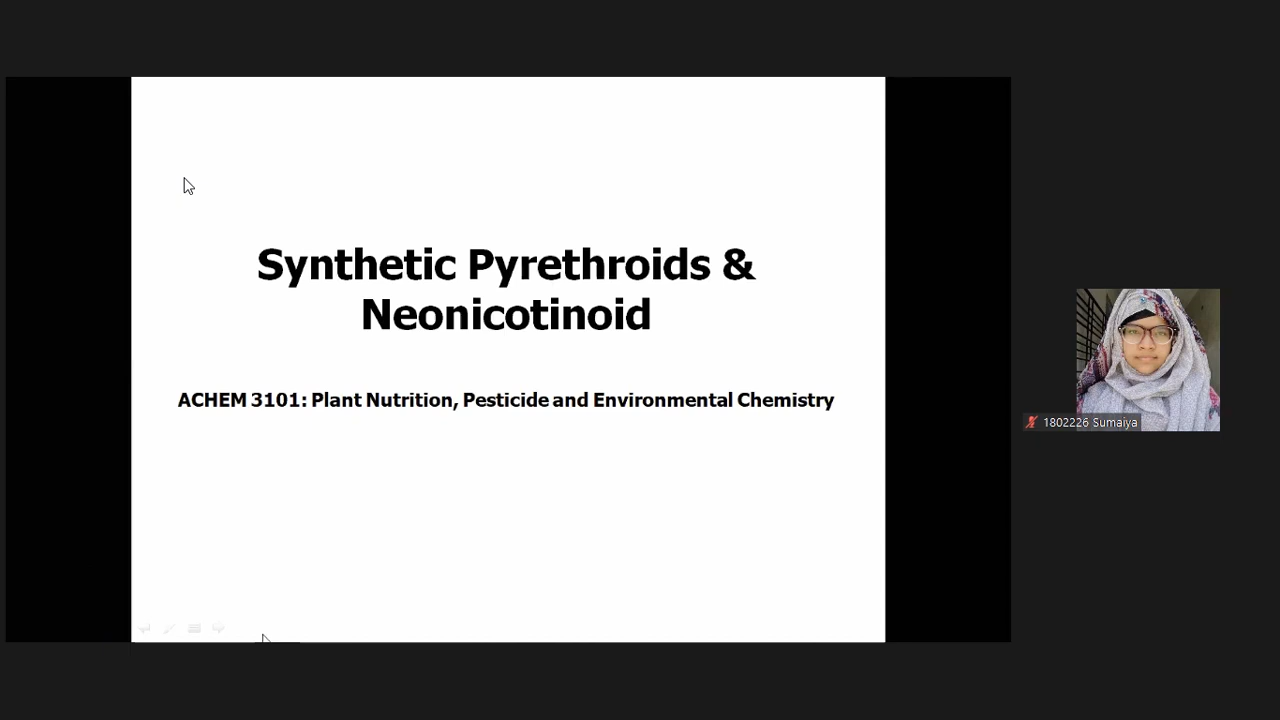 Synthetic Pyrethroids &
Neonicotinoid
ACHEM 3101: Plant Nutrition, Pesticide and Environmental Chemistry
1802226 Sumaiya